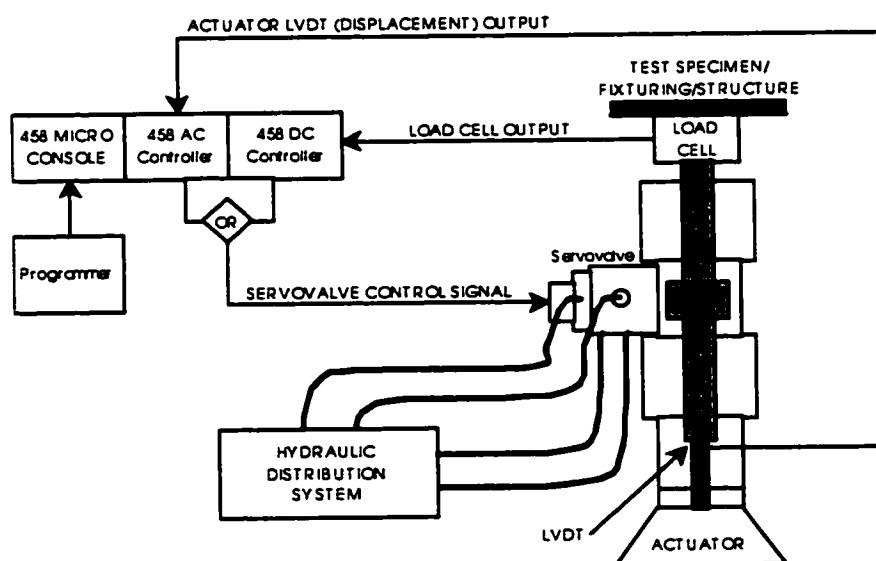 ACTUATOR LVDT (DISPLACEMENT) OUTPUT
TEST SPECIMEN/
FIXTURING/STRUCTURE
458 MICRO
CONSOLE
458 AC
Controller
458 DC
Controller
LOAD CELL OUTPUT
LOAD
CELL
OR
Programmer
Servovalve
SERVOVALVE CONTROL SIGNAL
HYDRAULIC
DISTRIBUTION
SYSTEM
LVDT
ACTUATOR